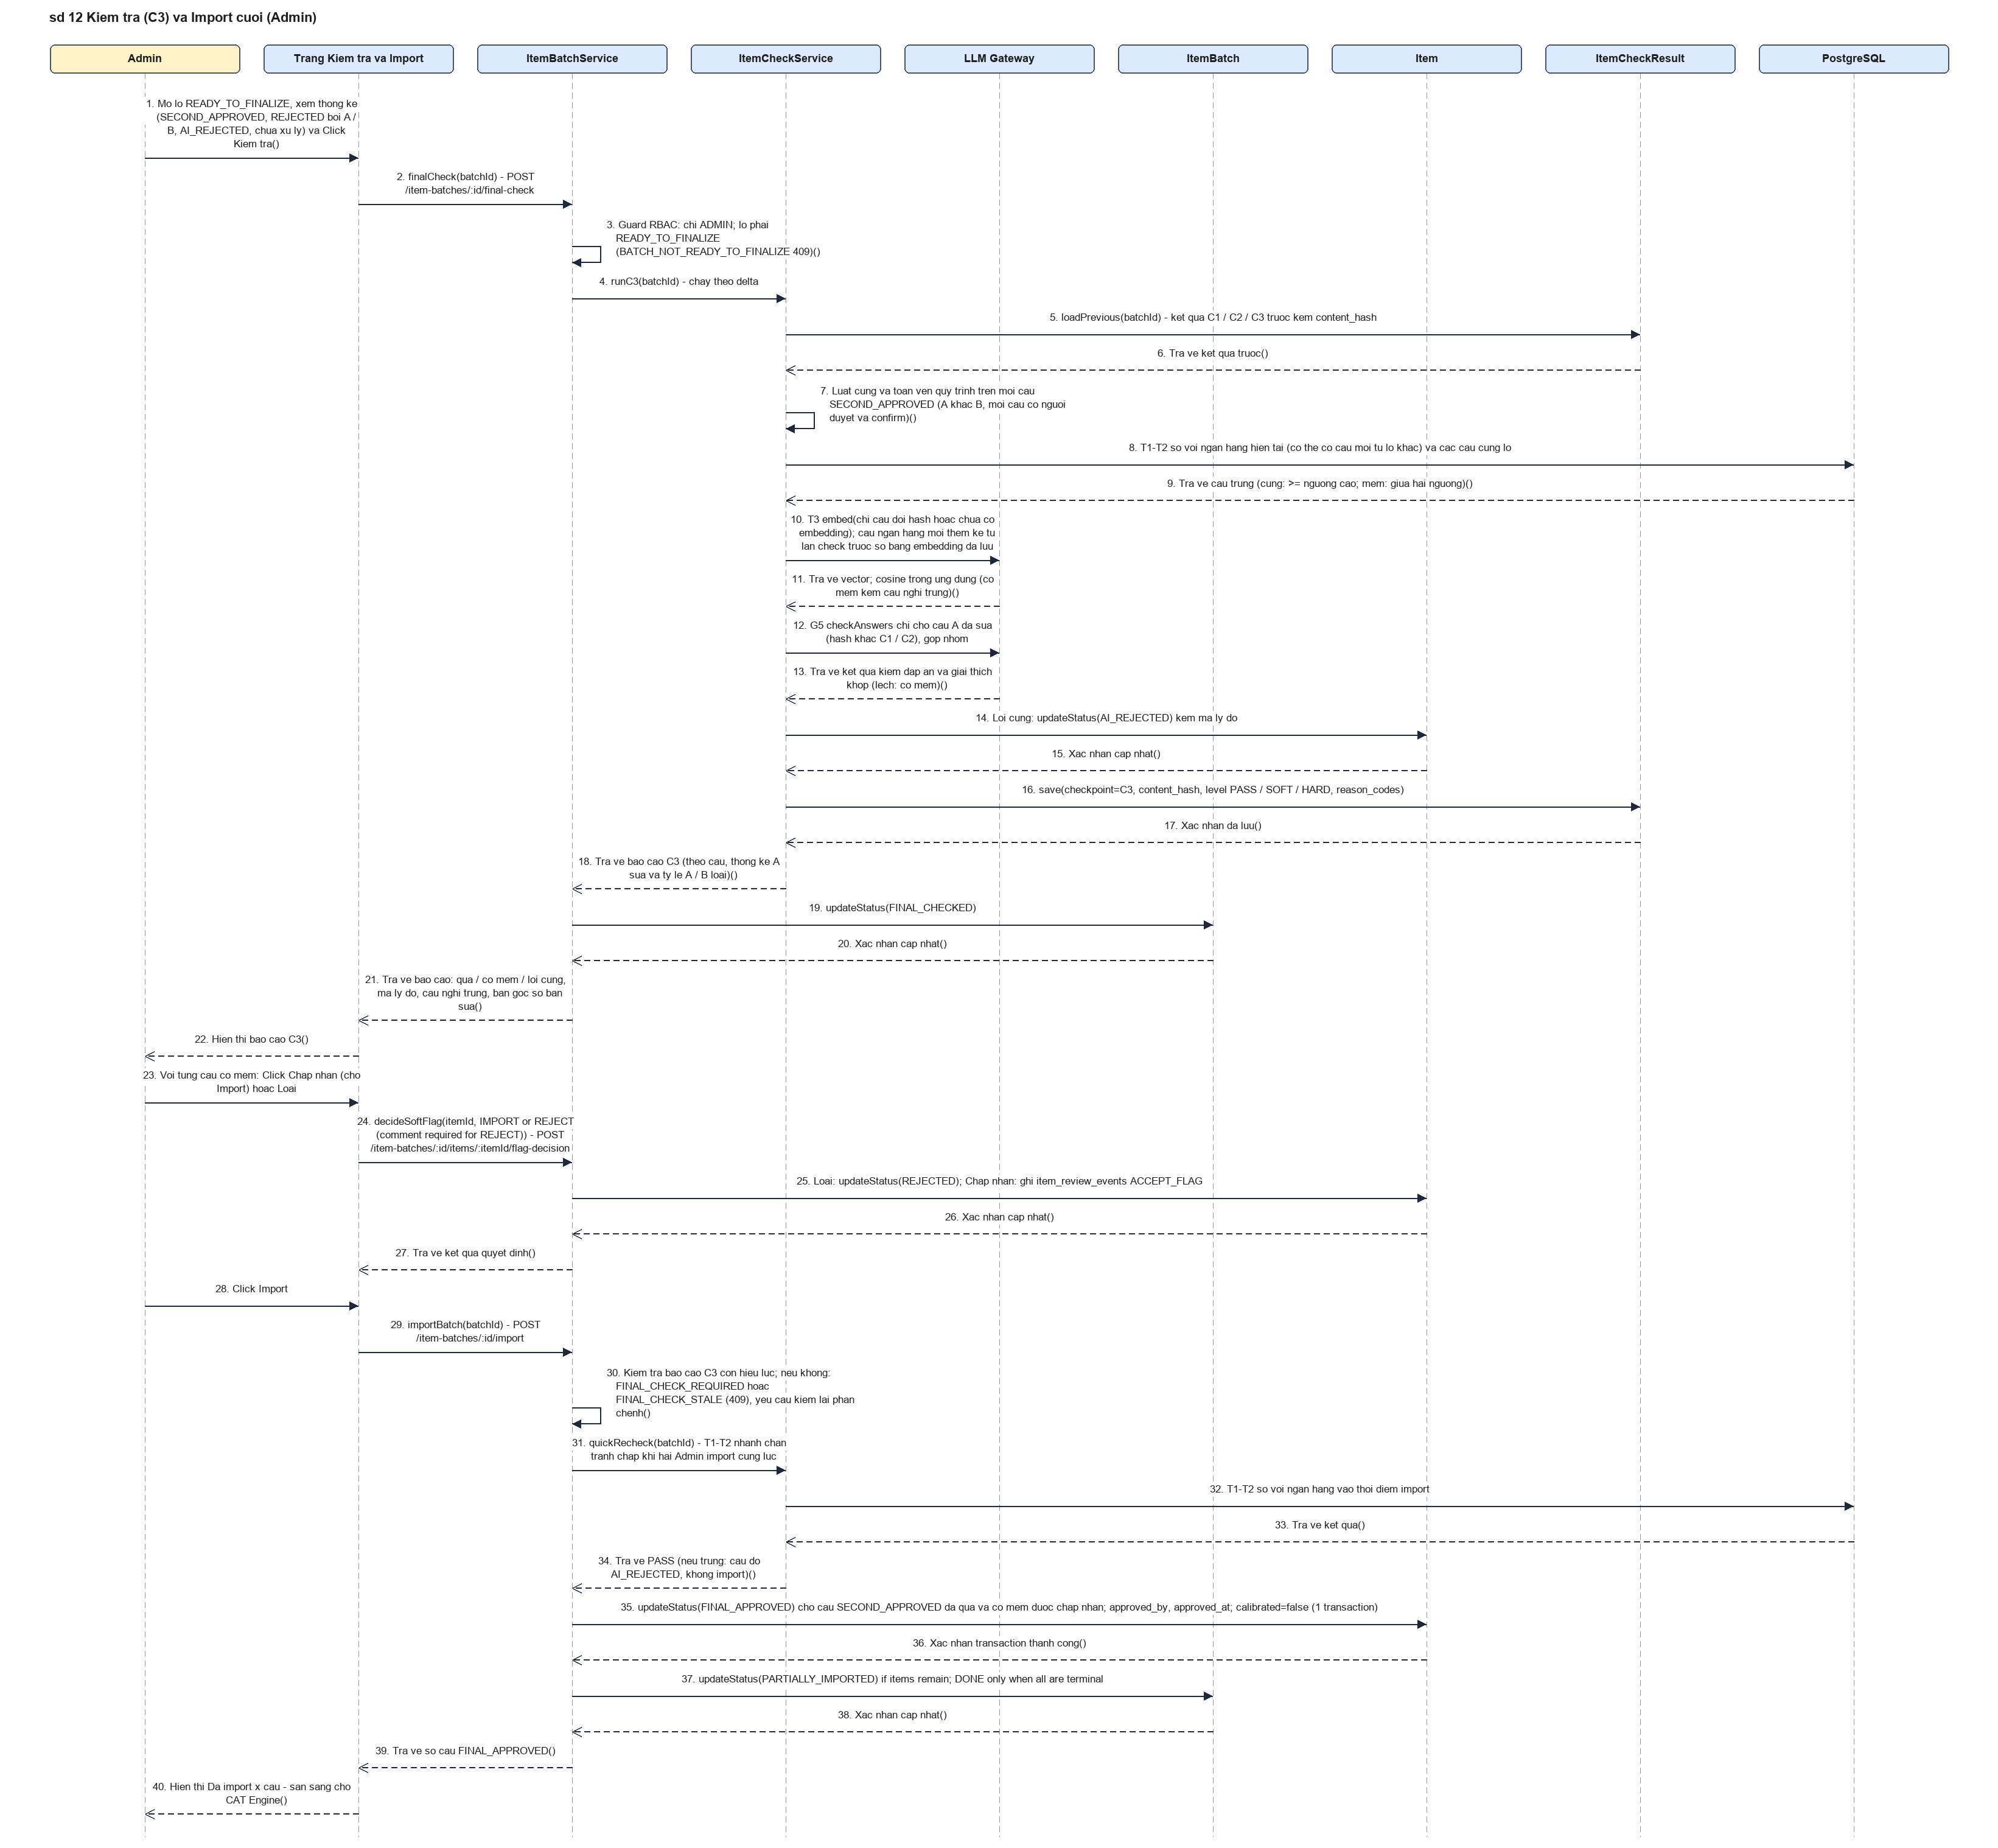 sd 12 Kiem tra (C3) va Import cuoi (Admin)
Admin
Trang Kiem tra va Import
ItemBatchService
ItemCheckService
LLM Gateway
ItemBatch
Item
ItemCheckResult
PostgreSQL
1. Mo lo READY_TO_FINALIZE, xem thong ke
(SECOND_APPROVED, REJECTED boi A /
B, AI_REJECTED, chua xu ly) va Click
Kiem tra()
2. finalCheck(batchId) - POST
/item-batches/:id/final-check
3. Guard RBAC: chi ADMIN; lo phai
READY_TO_FINALIZE
(BATCH_NOT_READY_TO_FINALIZE 409)()
4. runC3(batchId) - chay theo delta
5. loadPrevious(batchId) - ket qua C1 / C2 / C3 truoc kem content_hash
6. Tra ve ket qua truoc()
7. Luat cung va toan ven quy trinh tren moi cau
SECOND_APPROVED (A khac B, moi cau co nguoi
duyet va confirm)()
8. T1-T2 so voi ngan hang hien tai (co the co cau moi tu lo khac) va cac cau cung lo
9. Tra ve cau trung (cung: >= nguong cao; mem: giua hai nguong)()
10. T3 embed(chi cau doi hash hoac chua co
embedding); cau ngan hang moi them ke tu
lan check truoc so bang embedding da luu
11. Tra ve vector; cosine trong ung dung (co
mem kem cau nghi trung)()
12. G5 checkAnswers chi cho cau A da sua
(hash khac C1 / C2), gop nhom
13. Tra ve ket qua kiem dap an va giai thich
khop (lech: co mem)()
14. Loi cung: updateStatus(AI_REJECTED) kem ma ly do
15. Xac nhan cap nhat()
16. save(checkpoint=C3, content_hash, level PASS / SOFT / HARD, reason_codes)
17. Xac nhan da luu()
18. Tra ve bao cao C3 (theo cau, thong ke A
sua va ty le A / B loai)()
19. updateStatus(FINAL_CHECKED)
20. Xac nhan cap nhat()
21. Tra ve bao cao: qua / co mem / loi cung,
ma ly do, cau nghi trung, ban goc so ban
sua()
22. Hien thi bao cao C3()
23. Voi tung cau co mem: Click Chap nhan (cho
Import) hoac Loai
24. decideSoftFlag(itemId, IMPORT or REJECT
(comment required for REJECT)) - POST
/item-batches/:id/items/:itemId/flag-decision
25. Loai: updateStatus(REJECTED); Chap nhan: ghi item_review_events ACCEPT_FLAG
26. Xac nhan cap nhat()
27. Tra ve ket qua quyet dinh()
28. Click Import
29. importBatch(batchId) - POST
/item-batches/:id/import
30. Kiem tra bao cao C3 con hieu luc; neu khong:
FINAL_CHECK_REQUIRED hoac
FINAL_CHECK_STALE (409), yeu cau kiem lai phan
chenh()
31. quickRecheck(batchId) - T1-T2 nhanh chan
tranh chap khi hai Admin import cung luc
32. T1-T2 so voi ngan hang vao thoi diem import
33. Tra ve ket qua()
34. Tra ve PASS (neu trung: cau do
AI_REJECTED, khong import)()
35. updateStatus(FINAL_APPROVED) cho cau SECOND_APPROVED da qua va co mem duoc chap nhan; approved_by, approved_at; calibrated=false (1 transaction)
36. Xac nhan transaction thanh cong()
37. updateStatus(PARTIALLY_IMPORTED) if items remain; DONE only when all are terminal
38. Xac nhan cap nhat()
39. Tra ve so cau FINAL_APPROVED()
40. Hien thi Da import x cau - san sang cho
CAT Engine()